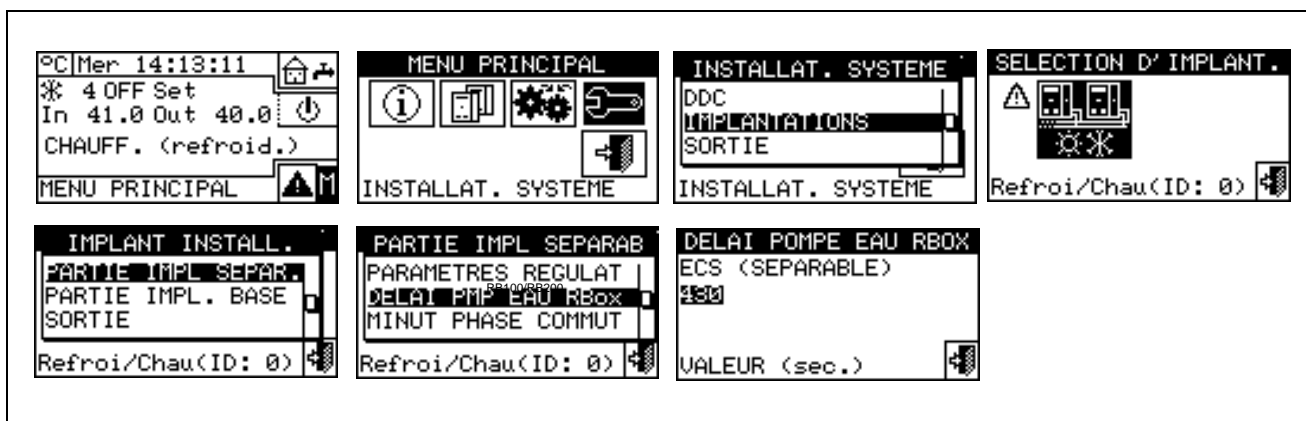 °C Mer 14:13:11
4 OFF Set
In 41.0 Out 40.0
CHAUFF. (refroid.)
MENU PRINCIPAL M
MENU PRINCIPAL
INSTALLAT. SYSTEME
INSTALLAT. SYSTEME
DDC
IMPLANTATIONS
SORTIE
INSTALLAT. SYSTEME
SELECTION D'IMPLANT.
Refroi/Chau(ID: 0)
IMPLANT INSTALL.
PARTIE IMPL SEPAR.
PARTIE IMPL. BASE
SORTIE
Refroi/Chau(ID: 0)
PARTIE IMPL SEPARAB
PARAMETRES REGULAT
RB100/RB200
DELAI PMP EAU RBox
MINUT PHASE COMMUT
Refroi/Chau(ID: 0)
DELAI POMPE EAU RBOX
ECS (SEPARABLE)
480
VALEUR (sec.)